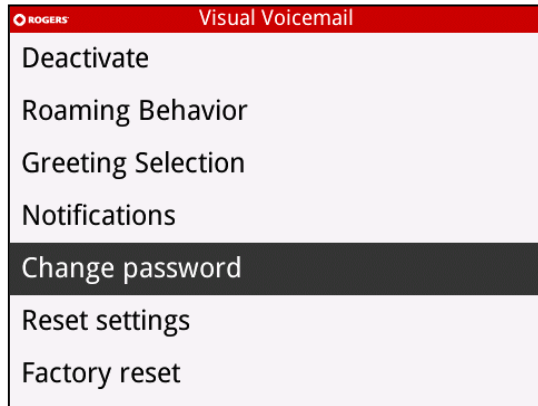 ROGERS Visual Voicemail
Deactivate
Roaming Behavior
Greeting Selection
Notifications
Change password
Reset settings
Factory reset